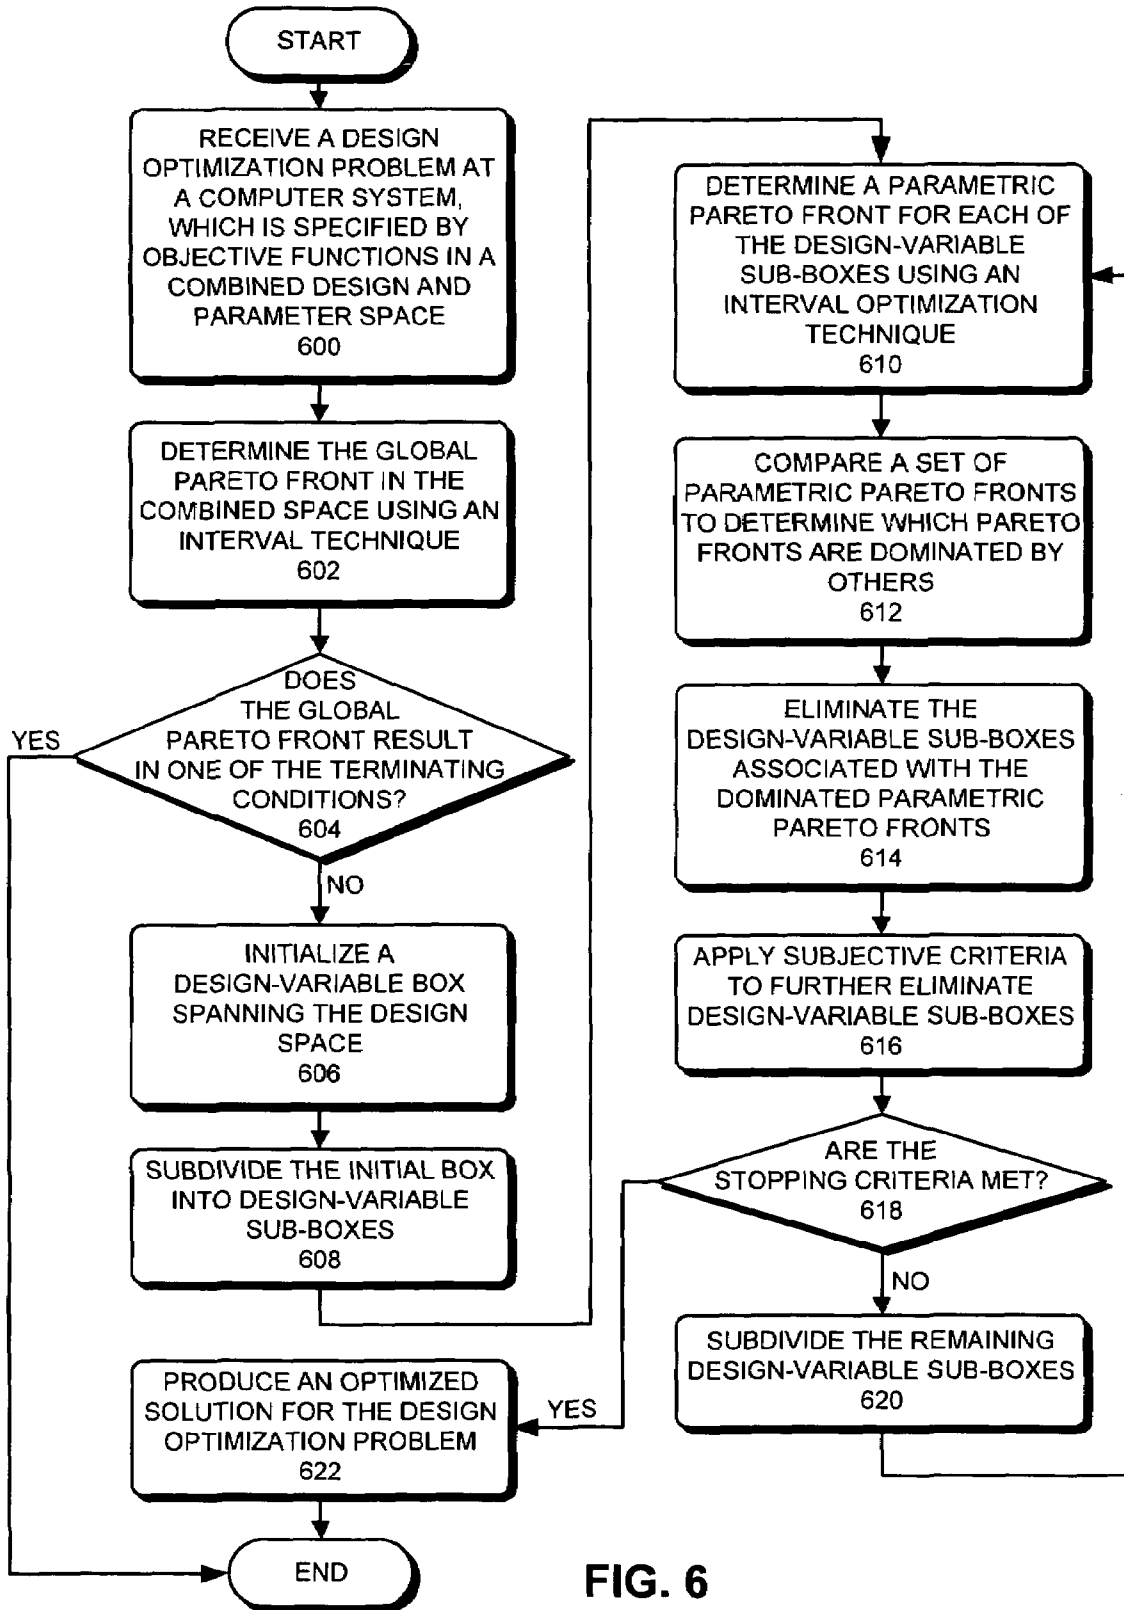 START
RECEIVE A DESIGN
OPTIMIZATION PROBLEM AT
A COMPUTER SYSTEM,
WHICH IS SPECIFIED BY
OBJECTIVE FUNCTIONS IN A
COMBINED DESIGN AND
PARAMETER SPACE
600
DETERMINE THE GLOBAL
PARETO FRONT IN THE
COMBINED SPACE USING AN
INTERVAL TECHNIQUE
602
DOES
THE GLOBAL
PARETO FRONT RESULT
IN ONE OF THE TERMINATING
CONDITIONS?
604
YES
NO
INITIALIZE A
DESIGN-VARIABLE BOX
SPANNING THE DESIGN
SPACE
606
SUBDIVIDE THE INITIAL BOX
INTO DESIGN-VARIABLE
SUB-BOXES
608
DETERMINE A PARAMETRIC
PARETO FRONT FOR EACH OF
THE DESIGN-VARIABLE
SUB-BOXES USING AN
INTERVAL OPTIMIZATION
TECHNIQUE
610
COMPARE A SET OF
PARAMETRIC PARETO FRONTS
TO DETERMINE WHICH PARETO
FRONTS ARE DOMINATED BY
OTHERS
612
ELIMINATE THE
DESIGN-VARIABLE SUB-BOXES
ASSOCIATED WITH THE
DOMINATED PARAMETRIC
PARETO FRONTS
614
APPLY SUBJECTIVE CRITERIA
TO FURTHER ELIMINATE
DESIGN-VARIABLE SUB-BOXES
616
ARE THE
STOPPING CRITERIA MET?
618
NO
SUBDIVIDE THE REMAINING
DESIGN-VARIABLE SUB-BOXES
620
YES
PRODUCE AN OPTIMIZED
SOLUTION FOR THE DESIGN
OPTIMIZATION PROBLEM
622
END
FIG. 6